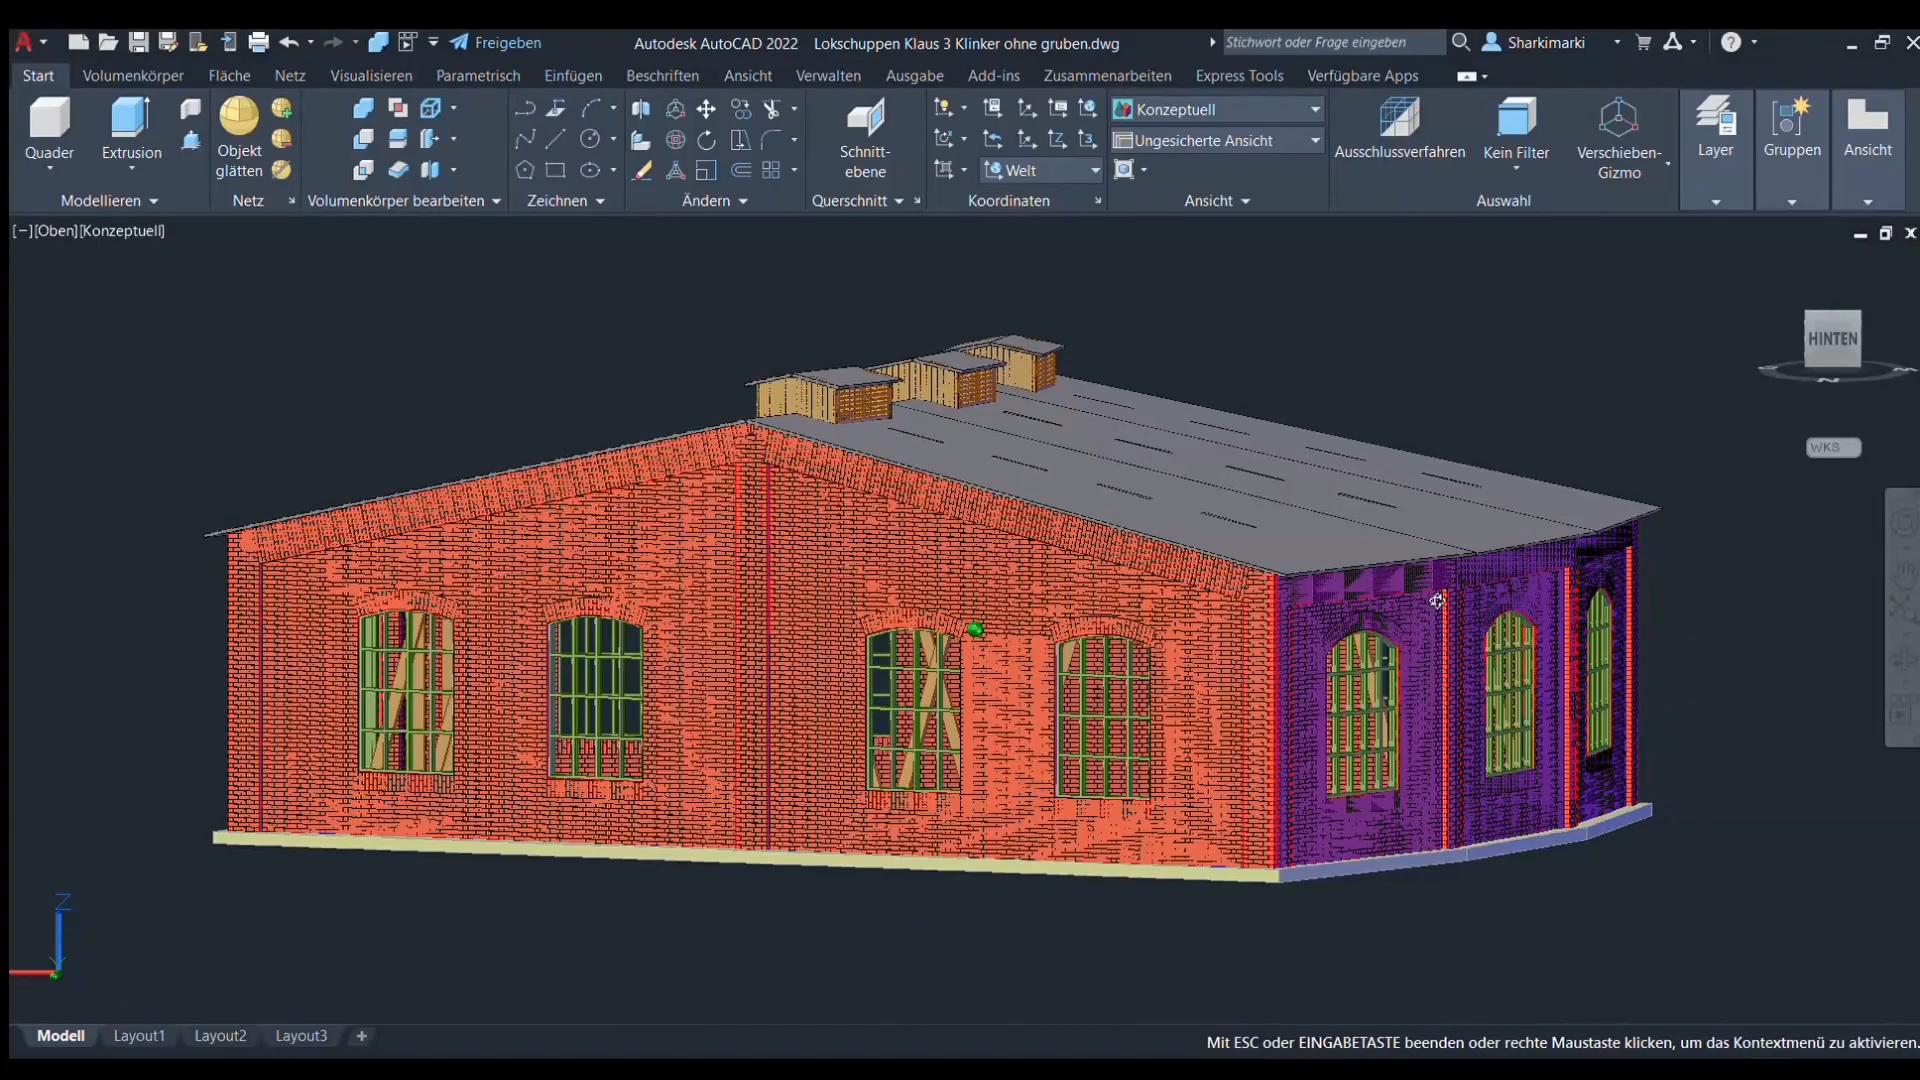 Freigeben
Autodesk AutoCAD 2022 Lokschuppen Klaus 3 Klinker ohne gruben.dwg
Stichwort oder Frage eingeben
Sharkimarki
Start Volumenkörper Fläche Netz Visualisieren Parametrisch Einfügen Beschriften Ansicht Verwalten Ausgabe Add-ins Zusammenarbeiten Express Tools Verfügbare Apps
Quader
Extrusion
Objekt
glätten
Schnitt-
ebene
Konzeptuell
Ungesicherte Ansicht
Welt
Ausschlussverfahren
Kein Filter
Verschieben-
Gizmo
Layer
Gruppen
Ansicht
Modellieren Netz Volumenkörper bearbeiten Zeichnen Ändern Querschnitt Koordinaten Ansicht Auswahl
[−][Oben][Konzeptuell]
HINTEN
N
WKS
Z
Modell Layout1 Layout2 Layout3 +
Mit ESC oder EINGABETASTE beenden oder rechte Maustaste klicken, um das Kontextmenü zu aktivieren.